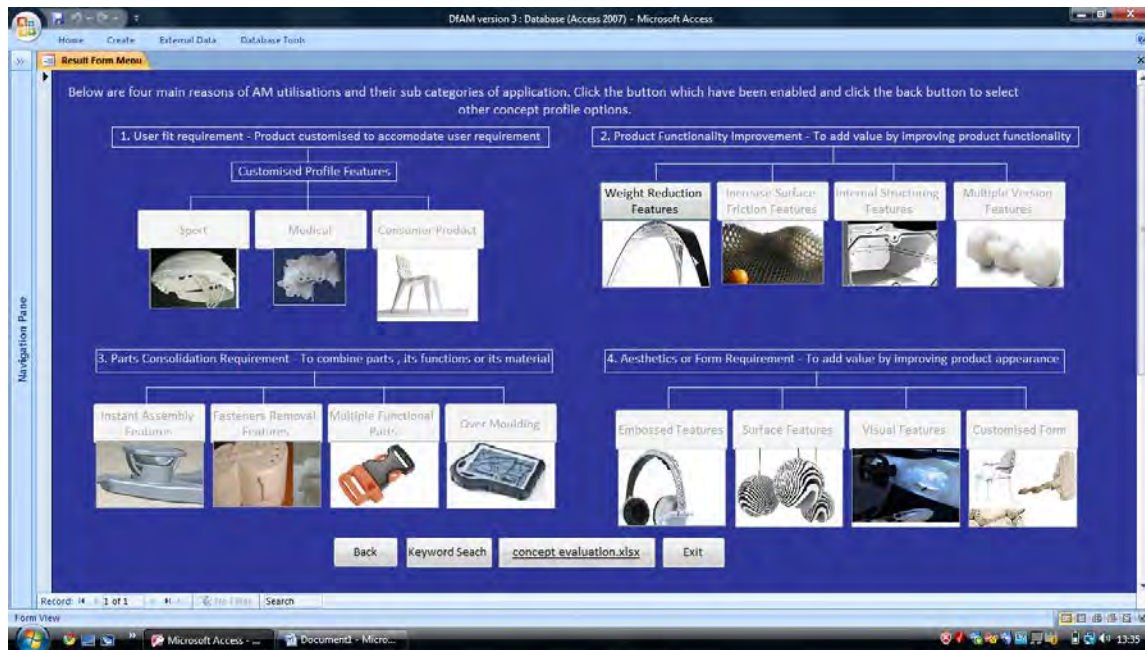 DfAM version 3 : Database (Access 2007) - Microsoft Access
Home Create External Data Database Tools
Result Form Menu
Below are four main reasons of AM utilisations and their sub categories of application. Click the button which have been enabled and click the back button to select
other concept profile options.
1. User fit requirement - Product customised to accomodate user requirement
2. Product Functionality Improvement - To add value by improving product functionality
Customised Profile Features
Weight Reduction
Features
Increase Surface
Friction Features
Internal Structuring
Features
Multiple Version
Features
Sport
Medical
Consumer Product
Navigation Pane
3. Parts Consolidation Requirement - To combine parts , its functions or its material
4. Aesthetics or Form Requirement - To add value by improving product appearance
Instant Assembly
Features
Fasteners Removal
Features
Multiple Functional
Parts
Over Moulding
Embossed Features
Surface Features
Visual Features
Customised Form
Back
Keyword Seach
concept evaluation.xlsx
Exit
Record: 1 of 1 No Filter Search
Form View
Microsoft Access - ...
Document1 - Micro...
13:35